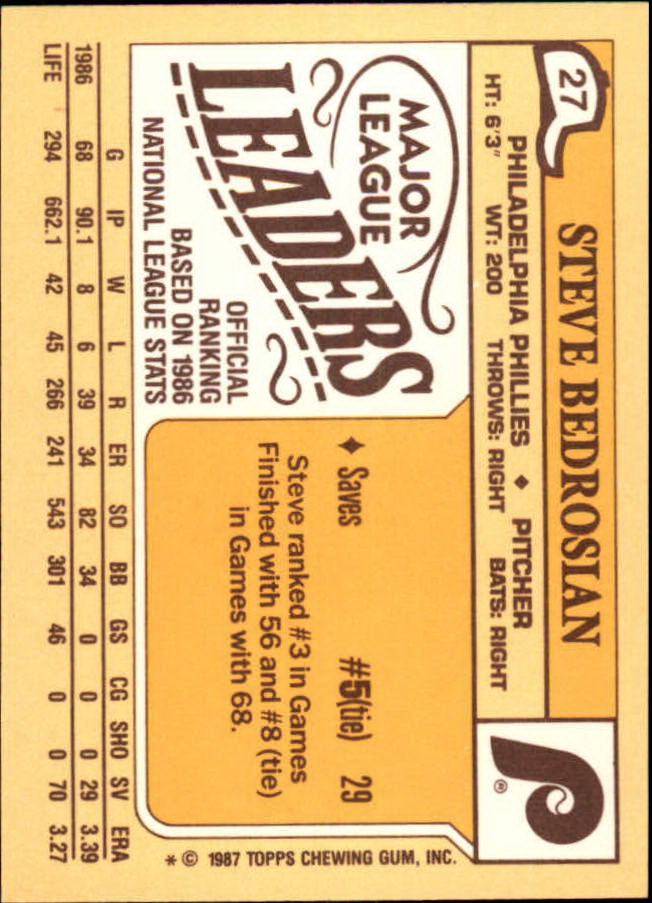 27
STEVE BEDROSIAN
PHILADELPHIA PHILLIES ♦ PITCHER
HT: 6'3" WT: 200 THROWS: RIGHT BATS: RIGHT
P
®
MAJOR
LEAGUE
LEADERS
OFFICIAL
RANKING
BASED ON 1986
NATIONAL LEAGUE STATS
♦ Saves #5(tie) 29
Steve ranked #3 in Games
Finished with 56 and #8 (tie)
in Games with 68.
* © 1987 TOPPS CHEWING GUM, INC.
G IP W L R ER SO BB GS CG SHO SV ERA
1986 68 90.1 8 6 39 34 82 34 0 0 0 29 3.39
LIFE 294 662.1 42 45 266 241 543 301 46 0 0 70 3.27